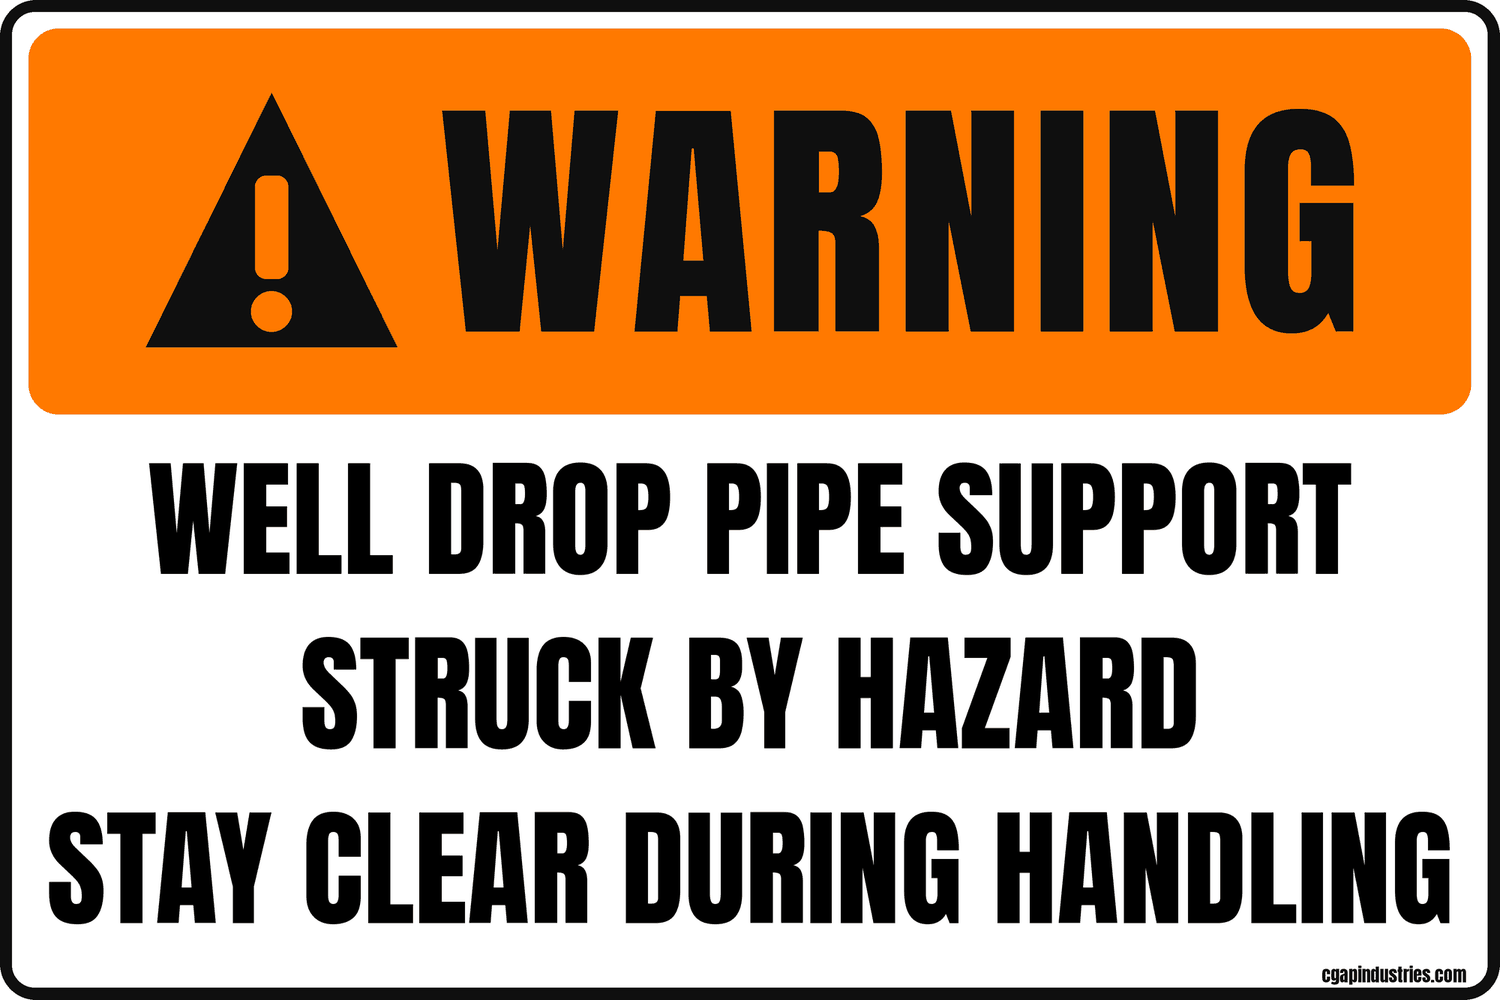 WARNING
WELL DROP PIPE SUPPORT
STRUCK BY HAZARD
STAY CLEAR DURING HANDLING
cgapindustries.com